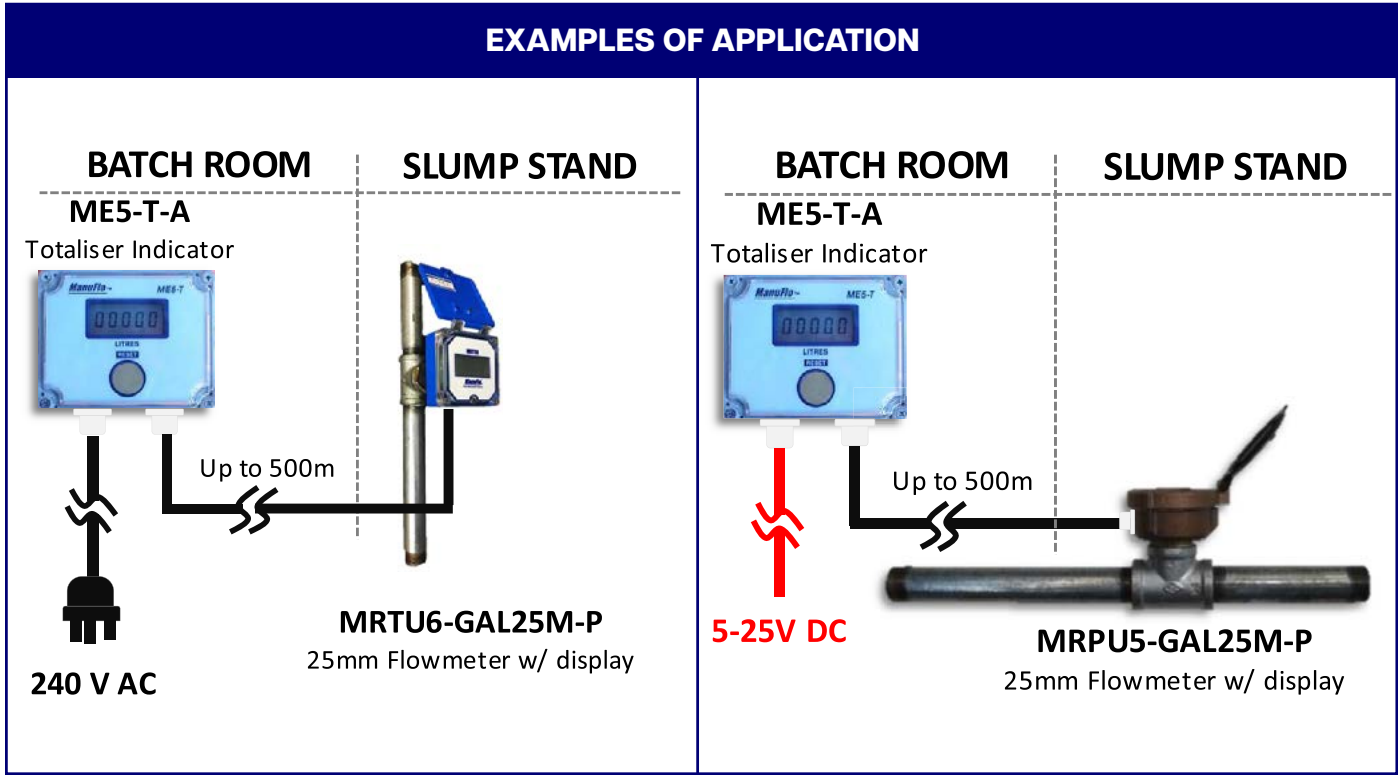 EXAMPLES OF APPLICATION
BATCH ROOM
SLUMP STAND
ME5-T-A
Totaliser Indicator
ManuFlo™
ME5-T
00000
LITRES
RESET
Up to 500m
240 V AC
MRTU6-GAL25M-P
25mm Flowmeter w/ display
BATCH ROOM
SLUMP STAND
ME5-T-A
Totaliser Indicator
ManuFlo™
ME5-T
00000
LITRES
RESET
Up to 500m
5-25V DC
MRPU5-GAL25M-P
25mm Flowmeter w/ display